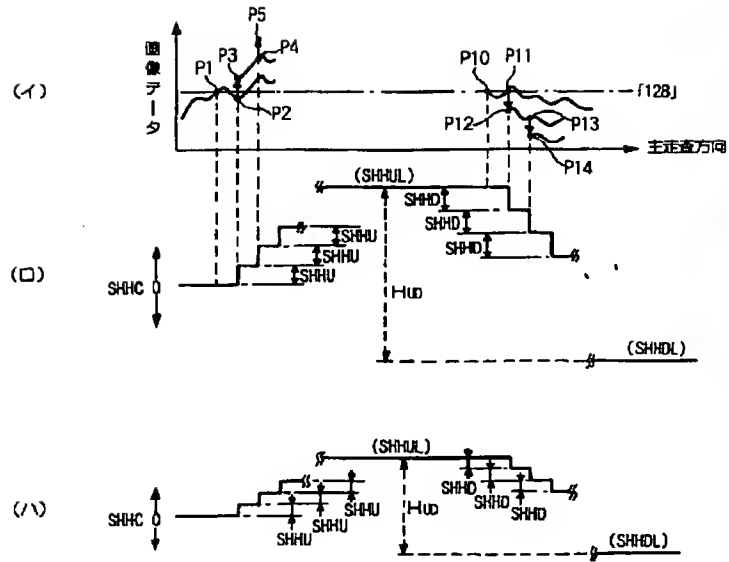 (イ)
画像データ
P1
P3
P5
P4
P2
P10
P11
P12
P13
P14
「128」
主走査方向
(ロ)
SHHC
0
SHHU
SHHU
SHHU
(SHHUL)
SHHD
SHHD
SHHD
HUD
(SHHDL)
(ハ)
SHHC
0
SHHU
SHHU
SHHU
(SHHUL)
SHHD
SHHD
SHHD
HUD
(SHHDL)